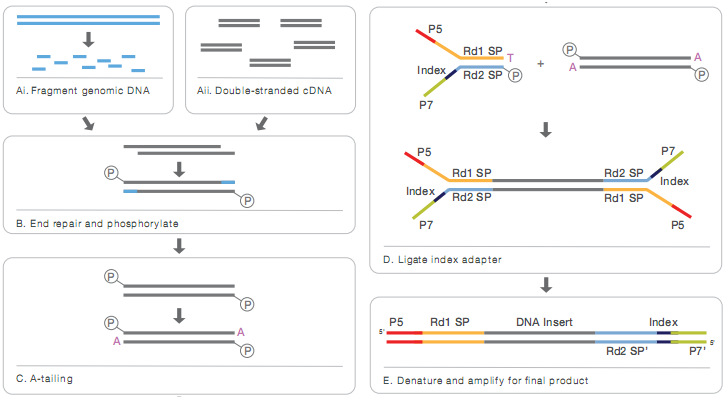 Ai. Fragment genomic DNA
Aii. Double-stranded cDNA
P
P
B. End repair and phosphorylate
P
P
P
A
A
P
C. A-tailing
P5
Rd1 SP
T
Index
Rd2 SP
P
P7
+
P
A
A
P
P5
P7
Rd1 SP
Rd2 SP
Index
Index
Rd2 SP
Rd1 SP
P7
P5
D. Ligate index adapter
P5
Rd1 SP
DNA Insert
Index
5'
5'
Rd2 SP'
P7'
E. Denature and amplify for final product